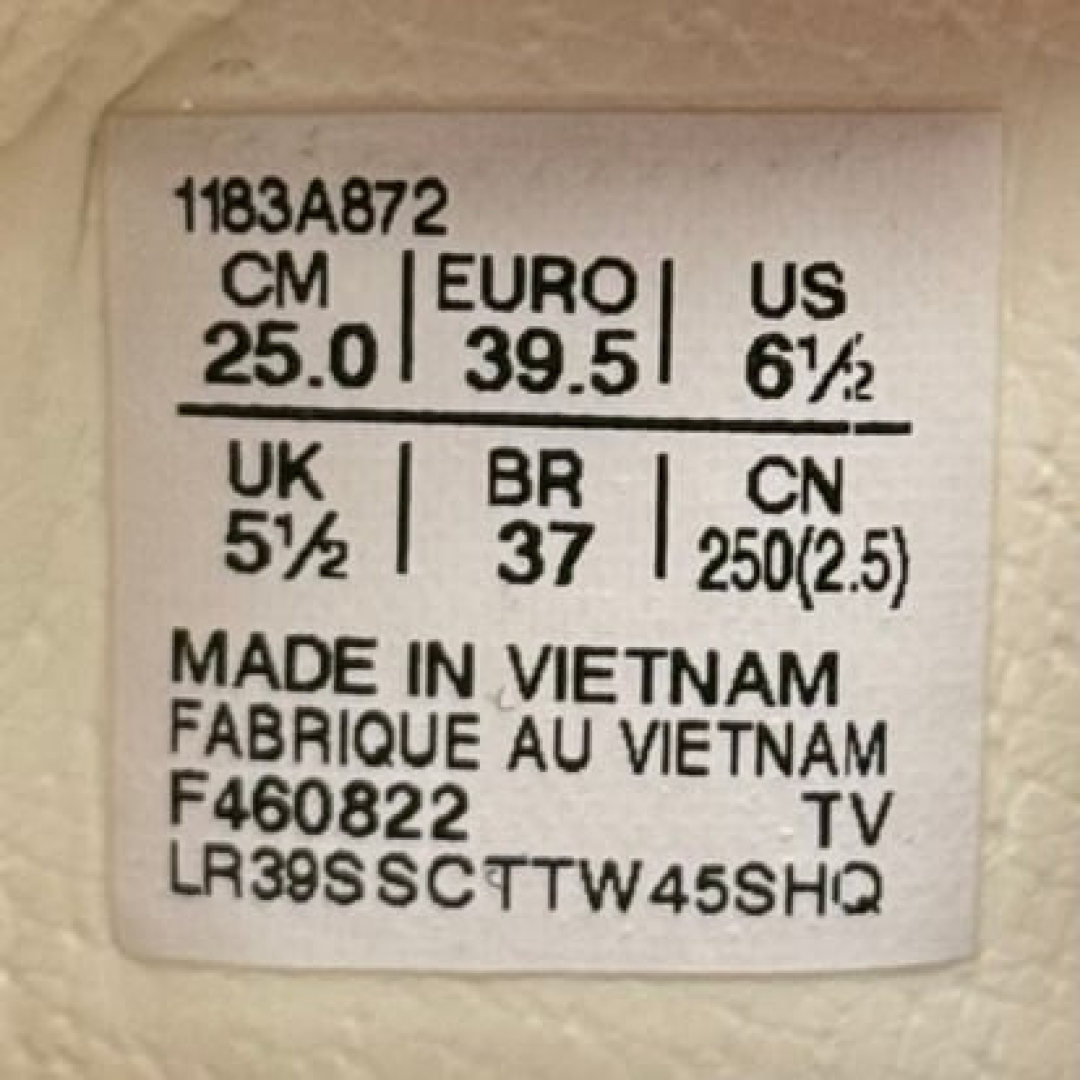 1183A872
CM | EURO | US
25.0 | 39.5 | 6½
UK | BR | CN
5½ | 37 | 250(2.5)
MADE IN VIETNAM
FABRIQUE AU VIETNAM
F460822 TV
LR39SSCTTW45SHQ